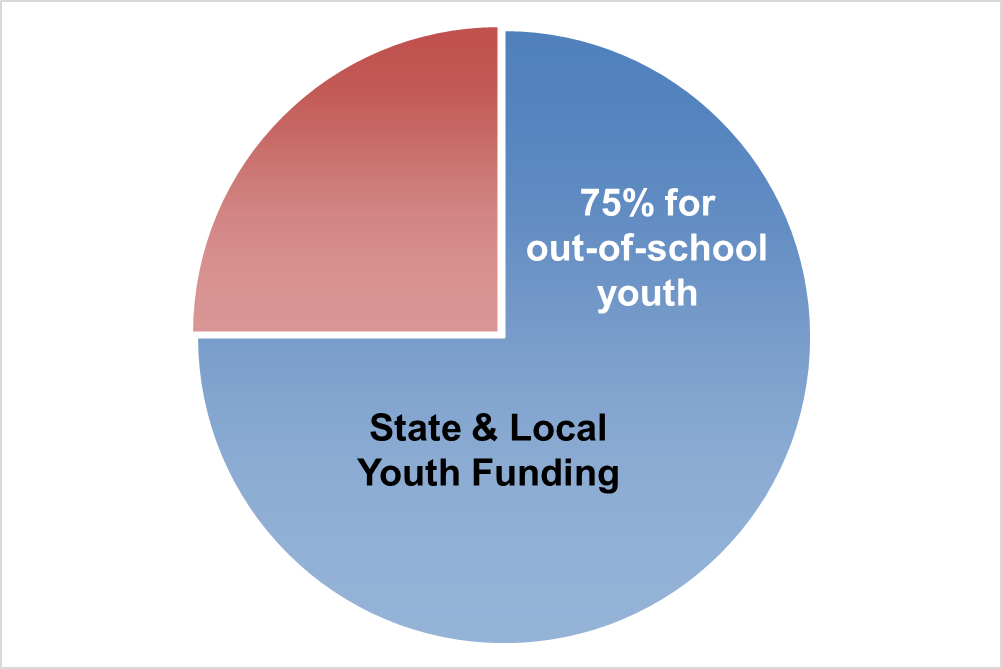 75% for
out-of-school
youth
State & Local
Youth Funding